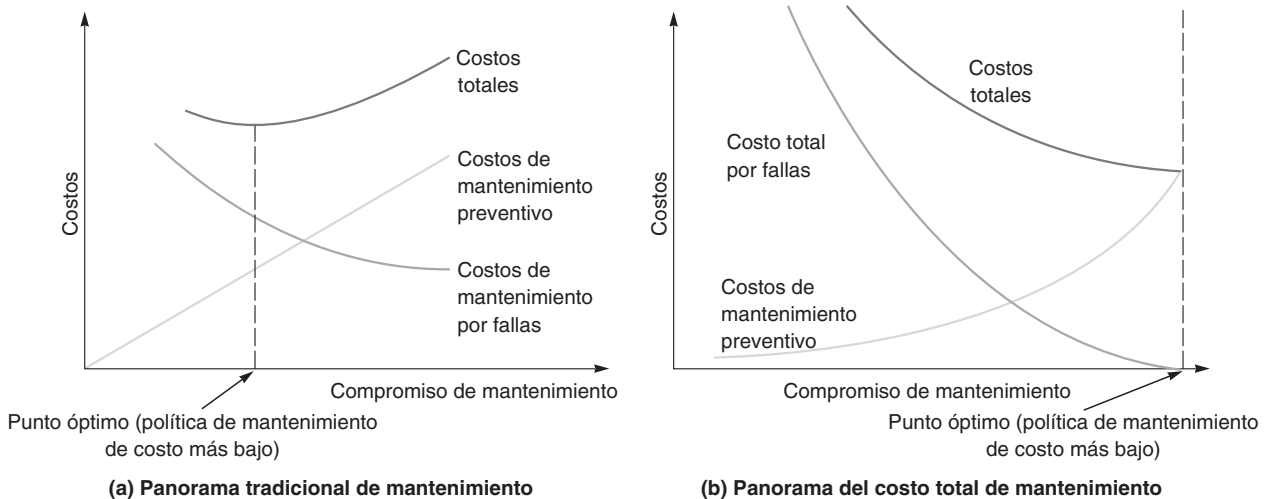 Costos
Costos
totales
Costos de
mantenimiento
preventivo
Costos de
mantenimiento
por fallas
Compromiso de mantenimiento
Punto óptimo (política de mantenimiento
de costo más bajo)
(a) Panorama tradicional de mantenimiento
Costos
Costos
totales
Costo total
por fallas
Costos de
mantenimiento
preventivo
Compromiso de mantenimiento
Punto óptimo (política de mantenimiento
de costo más bajo)
(b) Panorama del costo total de mantenimiento